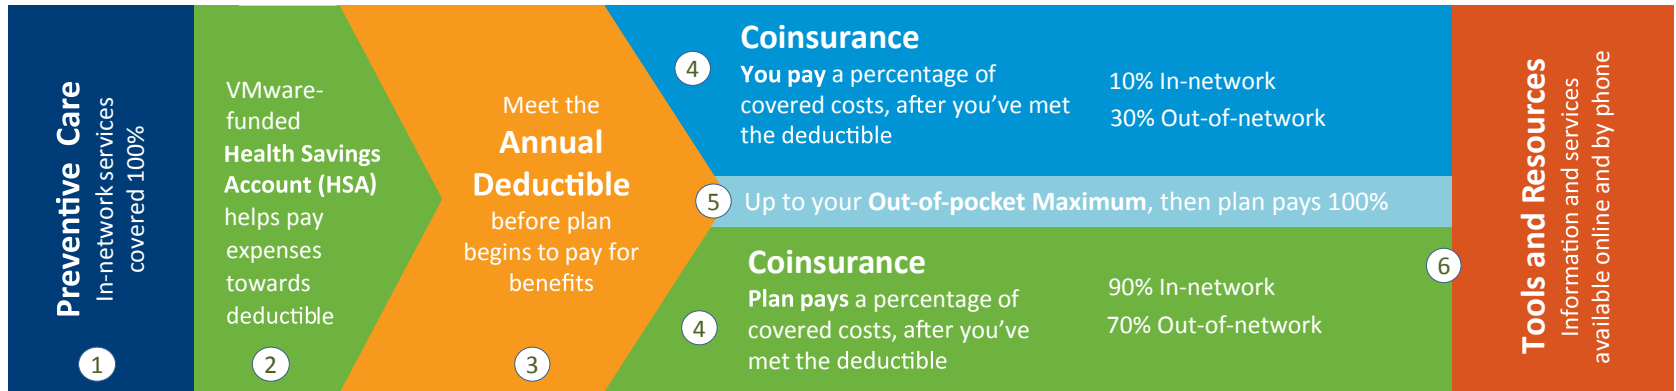 Preventive Care
In-network services
covered 100%
1
VMware-
funded
Health Savings
Account (HSA)
helps pay
expenses
towards
deductible
2
Meet the
Annual
Deductible
before plan
begins to pay for
benefits
3
4
Coinsurance
You pay a percentage of
covered costs, after you’ve met
the deductible
10% In-network
30% Out-of-network
5
Up to your Out-of-pocket Maximum, then plan pays 100%
4
Coinsurance
Plan pays a percentage of
covered costs, after you’ve
met the deductible
90% In-network
70% Out-of-network
6
Tools and Resources
Information and services
available online and by phone